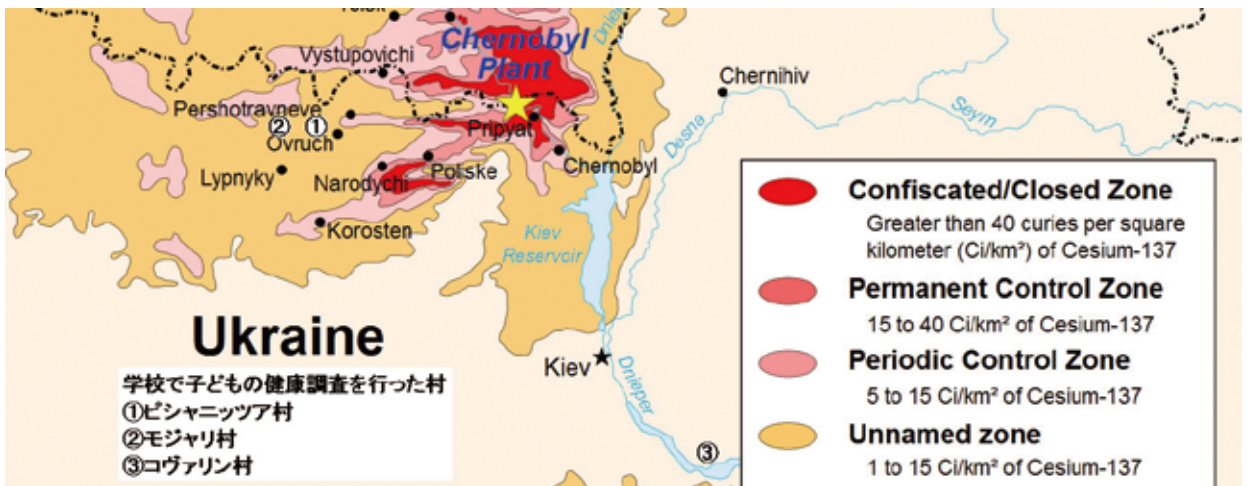 Chernobyl
Plant
Vystupovichi
Chernihiv
Pershotravneve
② ①
Ovruch
Pripyat
Desna
Seyrn
Lypnyky
Narodychi
Poliske
Chernobyl
Korosten
Kiev
Reservoir
Ukraine
Kiev
Dnieper
③
学校で子どもの健康調査を行った村
①ピシャニッツア村
②モジャリ村
③コヴァリン村
Confiscated/Closed Zone
Greater than 40 curies per square
kilometer (Ci/km²) of Cesium-137
Permanent Control Zone
15 to 40 Ci/km² of Cesium-137
Periodic Control Zone
5 to 15 Ci/km² of Cesium-137
Unnamed zone
1 to 15 Ci/km² of Cesium-137